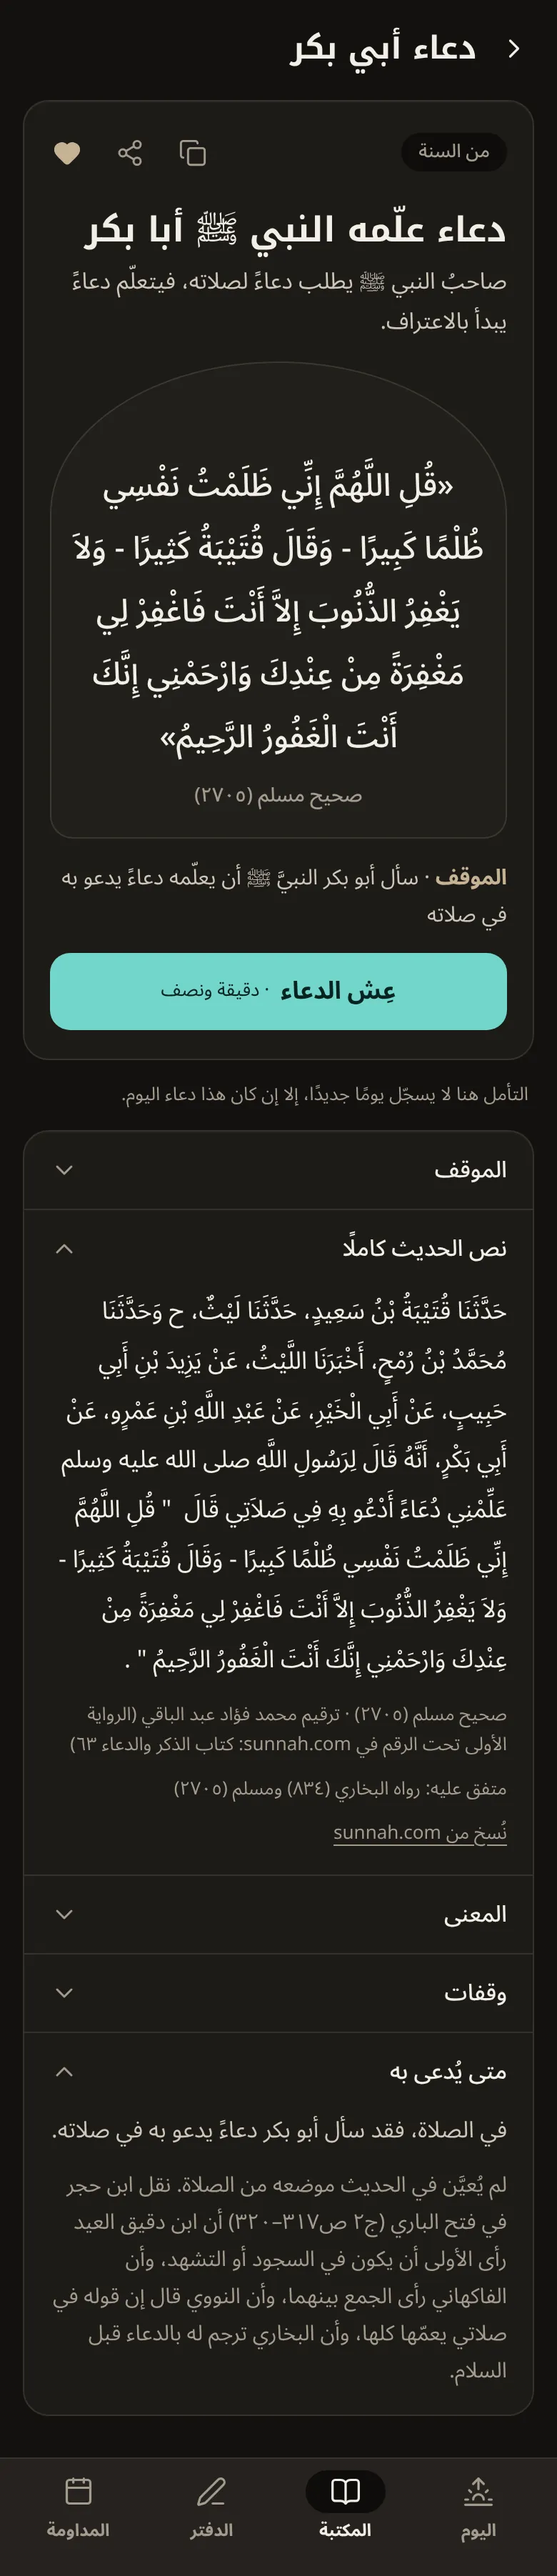 دعاء أبي بكر
من السنة
دعاء علّمه النبي ﷺ أبا بكر
صاحبُ النبي ﷺ يطلب دعاءً لصلاته، فيتعلّم دعاءً
يبدأ بالاعتراف.
«قُلِ اللَّهُمَّ إِنِّي ظَلَمْتُ نَفْسِي
ظُلْمًا كَبِيرًا - وَقَالَ قُتَيْبَةُ كَثِيرًا - وَلاَ
يَغْفِرُ الذُّنُوبَ إِلاَّ أَنْتَ فَاغْفِرْ لِي
مَغْفِرَةً مِنْ عِنْدِكَ وَارْحَمْنِي إِنَّكَ
أَنْتَ الْغَفُورُ الرَّحِيمُ»
صحيح مسلم (٢٧٠٥)
الموقف · سأل أبو بكر النبيَّ ﷺ أن يعلّمه دعاءً يدعو به
في صلاته
عِش الدعاء · دقيقة ونصف
التأمل هنا لا يسجّل يومًا جديدًا، إلا إن كان هذا دعاء اليوم.
الموقف
نص الحديث كاملًا
حَدَّثَنَا قُتَيْبَةُ بْنُ سَعِيدٍ، حَدَّثَنَا لَيْثٌ، ح وَحَدَّثَنَا
مُحَمَّدُ بْنُ رُمْحٍ، أَخْبَرَنَا اللَّيْثُ، عَنْ يَزِيدَ بْنِ أَبِي
حَبِيبٍ، عَنْ أَبِي الْخَيْرِ، عَنْ عَبْدِ اللَّهِ بْنِ عَمْرٍو، عَنْ
أَبِي بَكْرٍ، أَنَّهُ قَالَ لِرَسُولِ اللَّهِ صلى الله عليه وسلم
عَلِّمْنِي دُعَاءً أَدْعُو بِهِ فِي صَلاَتِي قَالَ " قُلِ اللَّهُمَّ
إِنِّي ظَلَمْتُ نَفْسِي ظُلْمًا كَبِيرًا - وَقَالَ قُتَيْبَةُ كَثِيرًا -
وَلاَ يَغْفِرُ الذُّنُوبَ إِلاَّ أَنْتَ فَاغْفِرْ لِي مَغْفِرَةً مِنْ
عِنْدِكَ وَارْحَمْنِي إِنَّكَ أَنْتَ الْغَفُورُ الرَّحِيمُ " .
صحيح مسلم (٢٧٠٥) · ترقيم محمد فؤاد عبد الباقي (الرواية
الأولى تحت الرقم في sunnah.com: كتاب الذكر والدعاء ٦٣)
متفق عليه: رواه البخاري (٨٣٤) ومسلم (٢٧٠٥)
نُسخ من sunnah.com
المعنى
وقفات
متى يُدعى به
في الصلاة، فقد سأل أبو بكر دعاءً يدعو به في صلاته.
لم يُعيَّن في الحديث موضعه من الصلاة. نقل ابن حجر
في فتح الباري (ج٢ ص٣١٧–٣٢٠) أن ابن دقيق العيد
رأى الأولى أن يكون في السجود أو التشهد، وأن
الفاكهاني رأى الجمع بينهما، وأن النووي قال إن قوله في
صلاتي يعمّها كلها، وأن البخاري ترجم له بالدعاء قبل
السلام.
اليوم
المكتبة
الدفتر
المداومة